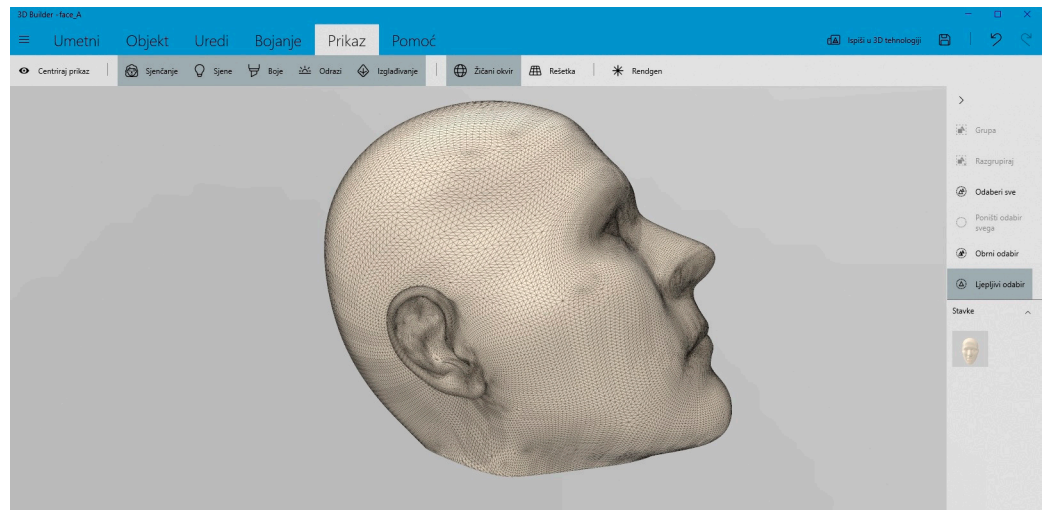 3D Builder - face_A
Umetni Objekt Uredi Bojanje Prikaz Pomoć Ispiši u 3D tehnologiji
Centriraj prikaz Sjenčanje Sjene Boje Odrazi Izglađivanje Žičani okvir Rešetka Rendgen
Grupa
Razgrupiraj
Odaberi sve
Poništi odabir
svega
Obrni odabir
Ljepljivi odabir
Stavke